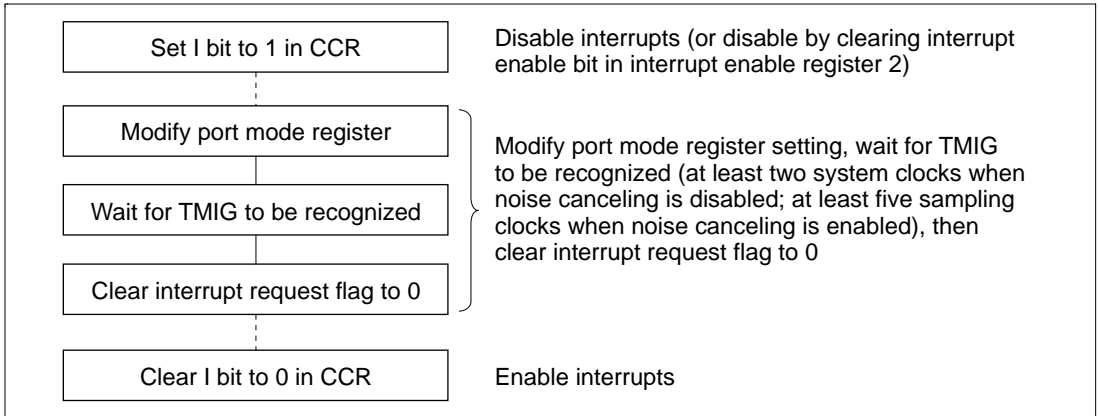 Set I bit to 1 in CCR
Disable interrupts (or disable by clearing interrupt
enable bit in interrupt enable register 2)
Modify port mode register
Wait for TMIG to be recognized
Clear interrupt request flag to 0
Modify port mode register setting, wait for TMIG
to be recognized (at least two system clocks when
noise canceling is disabled; at least five sampling
clocks when noise canceling is enabled), then
clear interrupt request flag to 0
Clear I bit to 0 in CCR
Enable interrupts